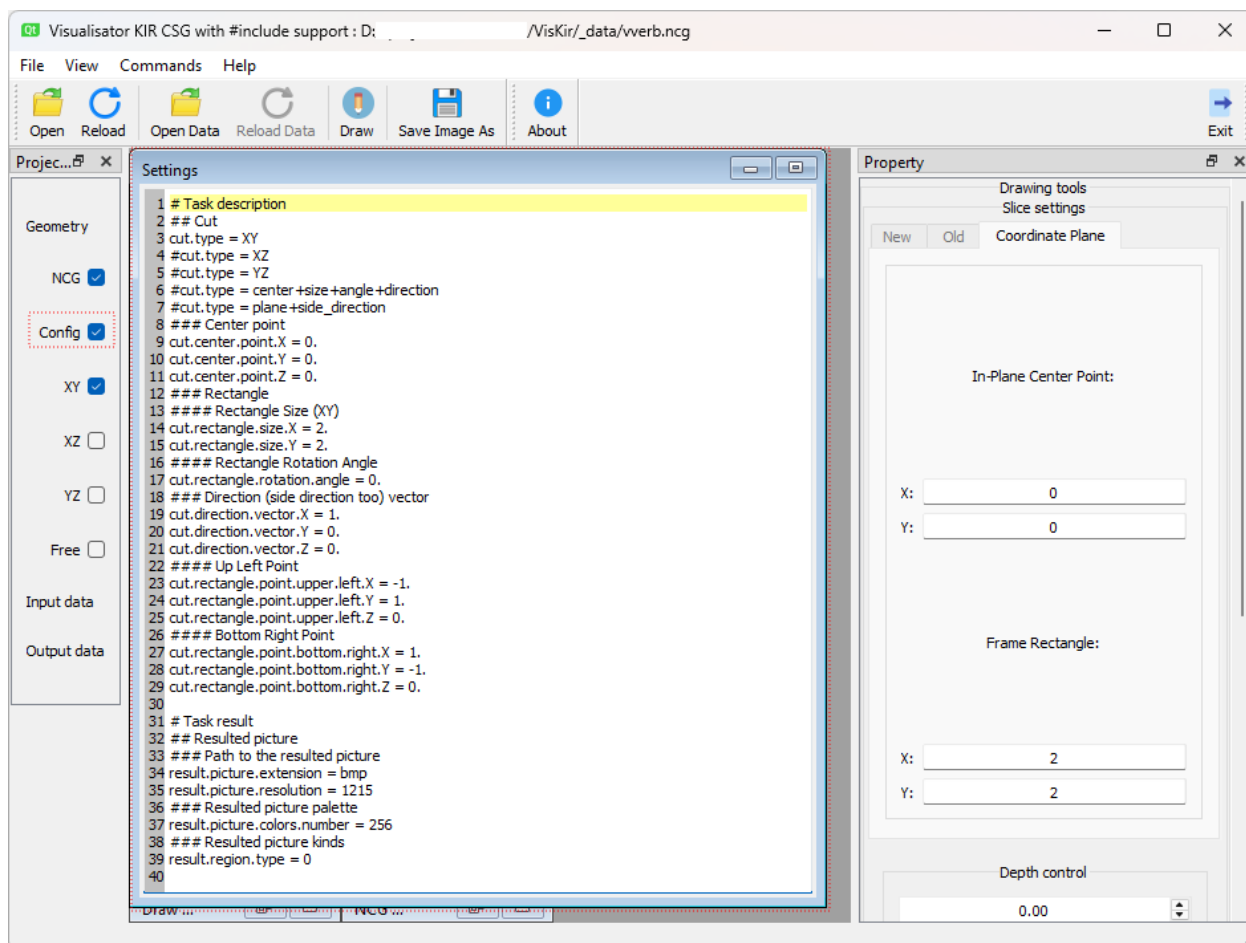 Visualisator KIR CSG with #include support : D: /VisKir/_data/vverb.ncg
File View Commands Help
Open Reload Open Data Reload Data Draw Save Image As About Exit
Projec...
Geometry
NCG
Config
XY
XZ
YZ
Free
Input data
Output data
Settings
1 # Task description
2 ## Cut
3 cut.type = XY
4 #cut.type = XZ
5 #cut.type = YZ
6 #cut.type = center+size+angle+direction
7 #cut.type = plane+side_direction
8 ### Center point
9 cut.center.point.X = 0.
10 cut.center.point.Y = 0.
11 cut.center.point.Z = 0.
12 ### Rectangle
13 #### Rectangle Size (XY)
14 cut.rectangle.size.X = 2.
15 cut.rectangle.size.Y = 2.
16 #### Rectangle Rotation Angle
17 cut.rectangle.rotation.angle = 0.
18 ### Direction (side direction too) vector
19 cut.direction.vector.X = 1.
20 cut.direction.vector.Y = 0.
21 cut.direction.vector.Z = 0.
22 #### Up Left Point
23 cut.rectangle.point.upper.left.X = -1.
24 cut.rectangle.point.upper.left.Y = 1.
25 cut.rectangle.point.upper.left.Z = 0.
26 #### Bottom Right Point
27 cut.rectangle.point.bottom.right.X = 1.
28 cut.rectangle.point.bottom.right.Y = -1.
29 cut.rectangle.point.bottom.right.Z = 0.
30
31 # Task result
32 ## Resulted picture
33 ### Path to the resulted picture
34 result.picture.extension = bmp
35 result.picture.resolution = 1215
36 ### Resulted picture palette
37 result.picture.colors.number = 256
38 ### Resulted picture kinds
39 result.region.type = 0
40
Draw ... NCG ...
Property
Drawing tools
Slice settings
New Old Coordinate Plane
In-Plane Center Point:
X: 0
Y: 0
Frame Rectangle:
X: 2
Y: 2
Depth control
0.00